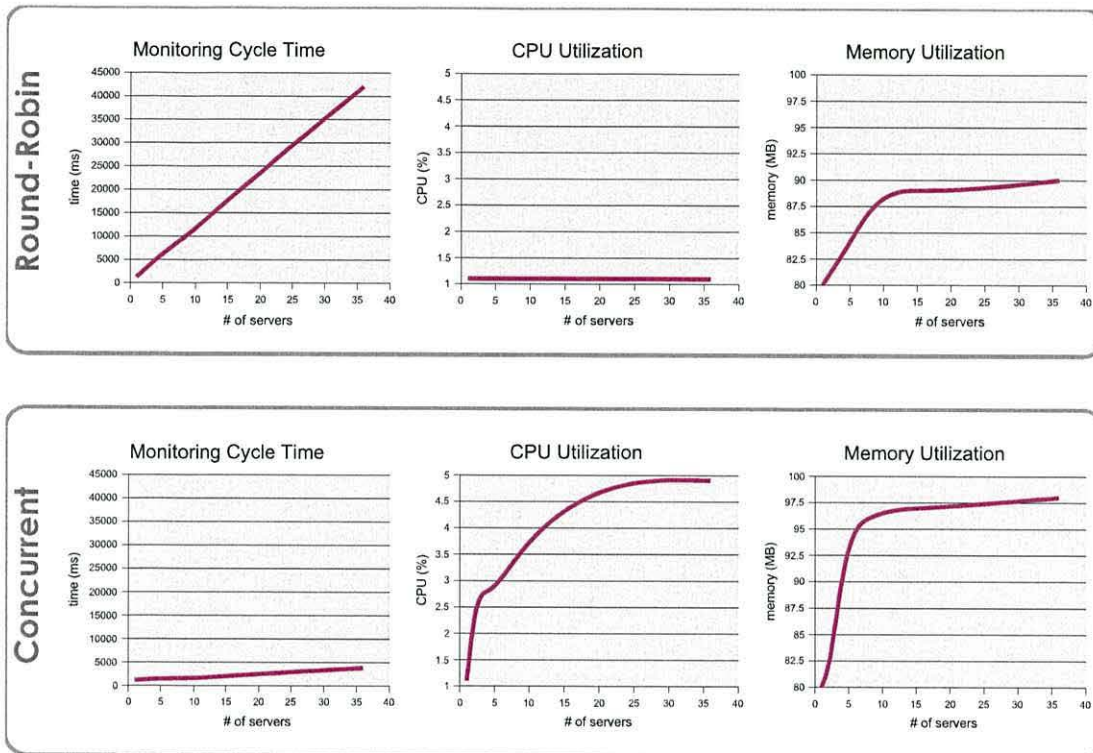 Round-Robin
Monitoring Cycle Time
time (ms)
45000
40000
35000
30000
25000
20000
15000
10000
5000
0
0 5 10 15 20 25 30 35 40
# of servers
CPU Utilization
CPU (%)
5
4.5
4
3.5
3
2.5
2
1.5
1
0 5 10 15 20 25 30 35 40
# of servers
Memory Utilization
memory (MB)
100
97.5
95
92.5
90
87.5
85
82.5
80
0 5 10 15 20 25 30 35 40
# of servers
Concurrent
Monitoring Cycle Time
time (ms)
45000
40000
35000
30000
25000
20000
15000
10000
5000
0
0 5 10 15 20 25 30 35 40
# of servers
CPU Utilization
CPU (%)
5
4.5
4
3.5
3
2.5
2
1.5
1
0 5 10 15 20 25 30 35 40
# of servers
Memory Utilization
memory (MB)
100
97.5
95
92.5
90
87.5
85
82.5
80
0 5 10 15 20 25 30 35 40
# of servers